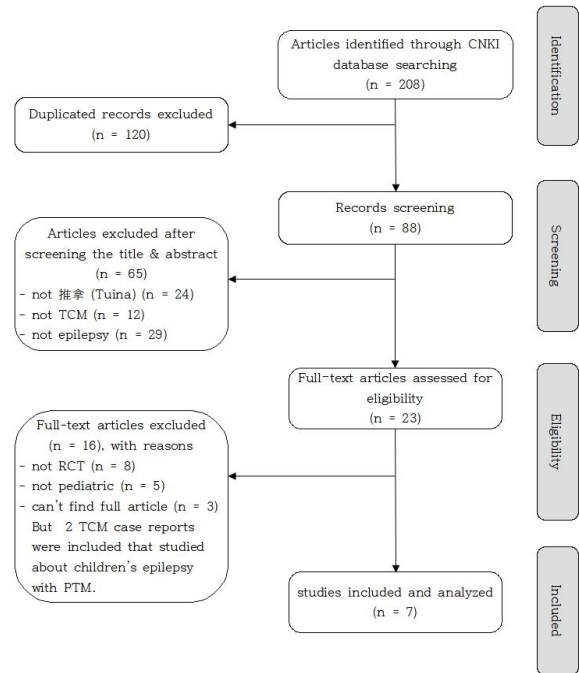 Articles identified through CNKI
database searching
(n = 208)
Identification
Duplicated records excluded
(n = 120)
Records screening
(n = 88)
Screening
Articles excluded after
screening the title & abstract
(n = 65)
- not 推拿 (Tuina) (n = 24)
- not TCM (n = 12)
- not epilepsy (n = 29)
Full-text articles assessed for
eligibility
(n = 23)
Eligibility
Full-text articles excluded
(n = 16), with reasons
- not RCT (n = 8)
- not pediatric (n = 5)
- can't find full article (n = 3)
But 2 TCM case reports
were included that studied
about children's epilepsy
with PTM.
studies included and analyzed
(n = 7)
Included